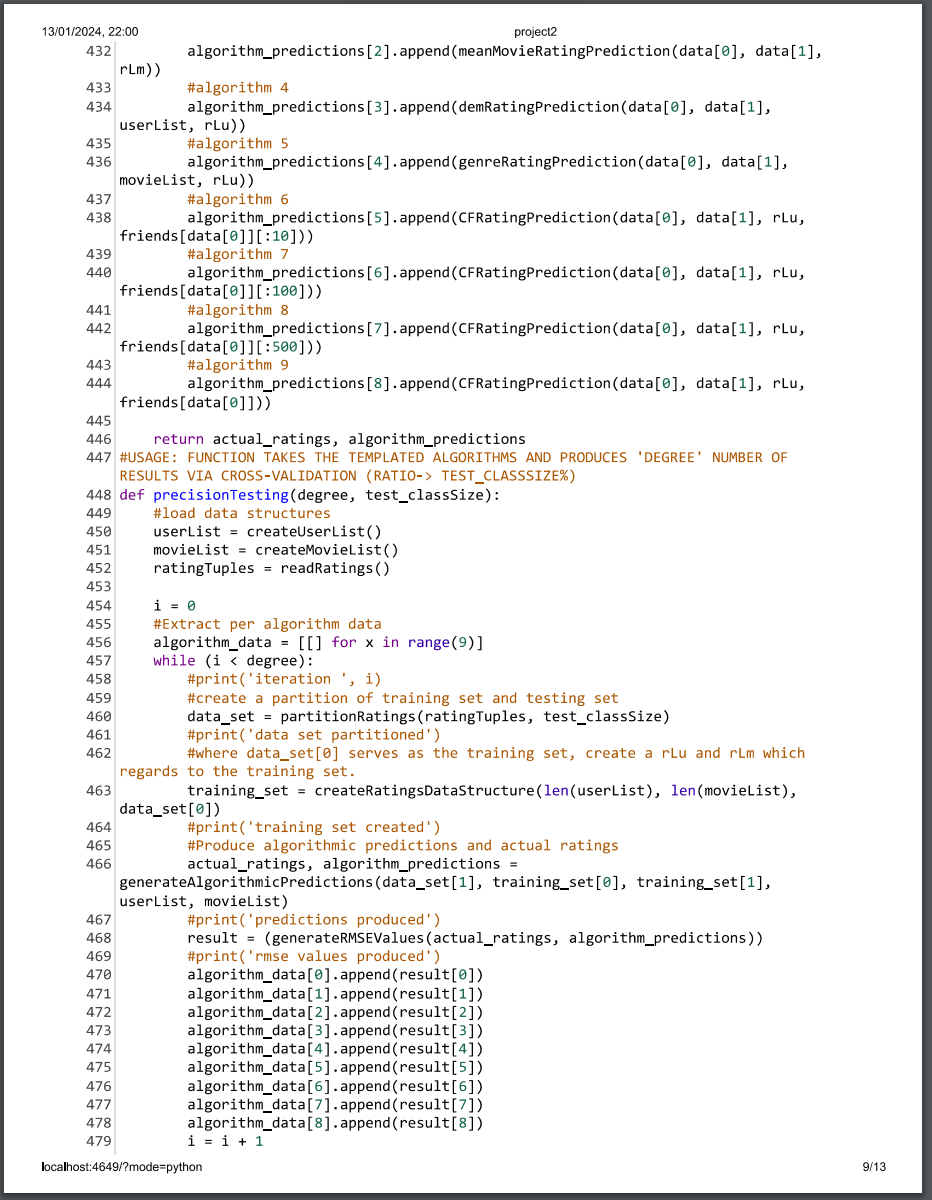 13/01/2024, 22:00 project2
432         algorithm_predictions[2].append(meanMovieRatingPrediction(data[0], data[1],
rLm))
433         #algorithm 4
434         algorithm_predictions[3].append(demRatingPrediction(data[0], data[1],
userList, rLu))
435         #algorithm 5
436         algorithm_predictions[4].append(genreRatingPrediction(data[0], data[1],
movieList, rLu))
437         #algorithm 6
438         algorithm_predictions[5].append(CFRatingPrediction(data[0], data[1], rLu,
friends[data[0]][:10]))
439         #algorithm 7
440         algorithm_predictions[6].append(CFRatingPrediction(data[0], data[1], rLu,
friends[data[0]][:100]))
441         #algorithm 8
442         algorithm_predictions[7].append(CFRatingPrediction(data[0], data[1], rLu,
friends[data[0]][:500]))
443         #algorithm 9
444         algorithm_predictions[8].append(CFRatingPrediction(data[0], data[1], rLu,
friends[data[0]]))
445
446     return actual_ratings, algorithm_predictions
447 #USAGE: FUNCTION TAKES THE TEMPLATED ALGORITHMS AND PRODUCES 'DEGREE' NUMBER OF
RESULTS VIA CROSS-VALIDATION (RATIO-> TEST_CLASSSIZE%)
448 def precisionTesting(degree, test_classSize):
449     #load data structures
450     userList = createUserList()
451     movieList = createMovieList()
452     ratingTuples = readRatings()
453
454     i = 0
455     #Extract per algorithm data
456     algorithm_data = [[] for x in range(9)]
457     while (i < degree):
458         #print('iteration ', i)
459         #create a partition of training set and testing set
460         data_set = partitionRatings(ratingTuples, test_classSize)
461         #print('data set partitioned')
462         #where data_set[0] serves as the training set, create a rLu and rLm which
regards to the training set.
463         training_set = createRatingsDataStructure(len(userList), len(movieList),
data_set[0])
464         #print('training set created')
465         #Produce algorithmic predictions and actual ratings
466         actual_ratings, algorithm_predictions =
generateAlgorithmicPredictions(data_set[1], training_set[0], training_set[1],
userList, movieList)
467         #print('predictions produced')
468         result = (generateRMSEValues(actual_ratings, algorithm_predictions))
469         #print('rmse values produced')
470         algorithm_data[0].append(result[0])
471         algorithm_data[1].append(result[1])
472         algorithm_data[2].append(result[2])
473         algorithm_data[3].append(result[3])
474         algorithm_data[4].append(result[4])
475         algorithm_data[5].append(result[5])
476         algorithm_data[6].append(result[6])
477         algorithm_data[7].append(result[7])
478         algorithm_data[8].append(result[8])
479         i = i + 1
localhost:4649/?mode=python 9/13